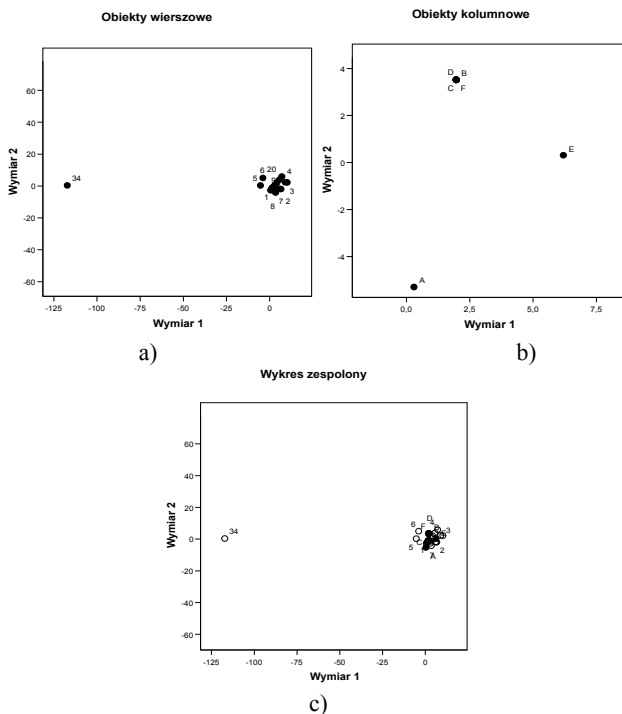 Obiekty wierszowe
Obiekty kolumnowe
Wymiar 2
60
40
20
0
-20
-40
-60
34
6
20
4
5
9
3
1
8
7
2
-125
-100
-75
-50
-25
0
Wymiar 1
a)
Wymiar 2
4
2
0
-2
-4
D
B
C
F
E
A
0,0
2,5
5,0
7,5
Wymiar 1
b)
Wykres zespolony
Wymiar 2
60
40
20
0
-20
-40
-60
34
D
6
F
4
3
5
C
2
A
-125
-100
-75
-50
-25
0
Wymiar 1
c)